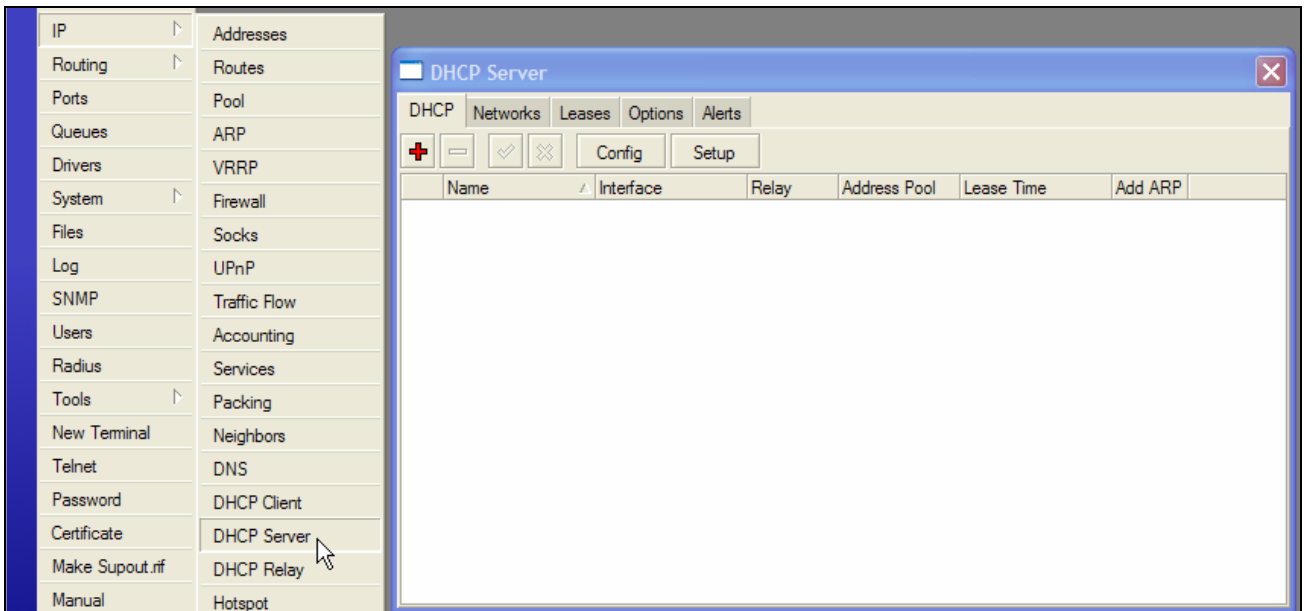 IP
Routing
Ports
Queues
Drivers
System
Files
Log
SNMP
Users
Radius
Tools
New Terminal
Telnet
Password
Certificate
Make Supout.rif
Manual
Addresses
Routes
Pool
ARP
VRRP
Firewall
Socks
UPnP
Traffic Flow
Accounting
Services
Packing
Neighbors
DNS
DHCP Client
DHCP Server
DHCP Relay
Hotspot
DHCP Server
DHCP Networks Leases Options Alerts
Config Setup
Name Interface Relay Address Pool Lease Time Add ARP